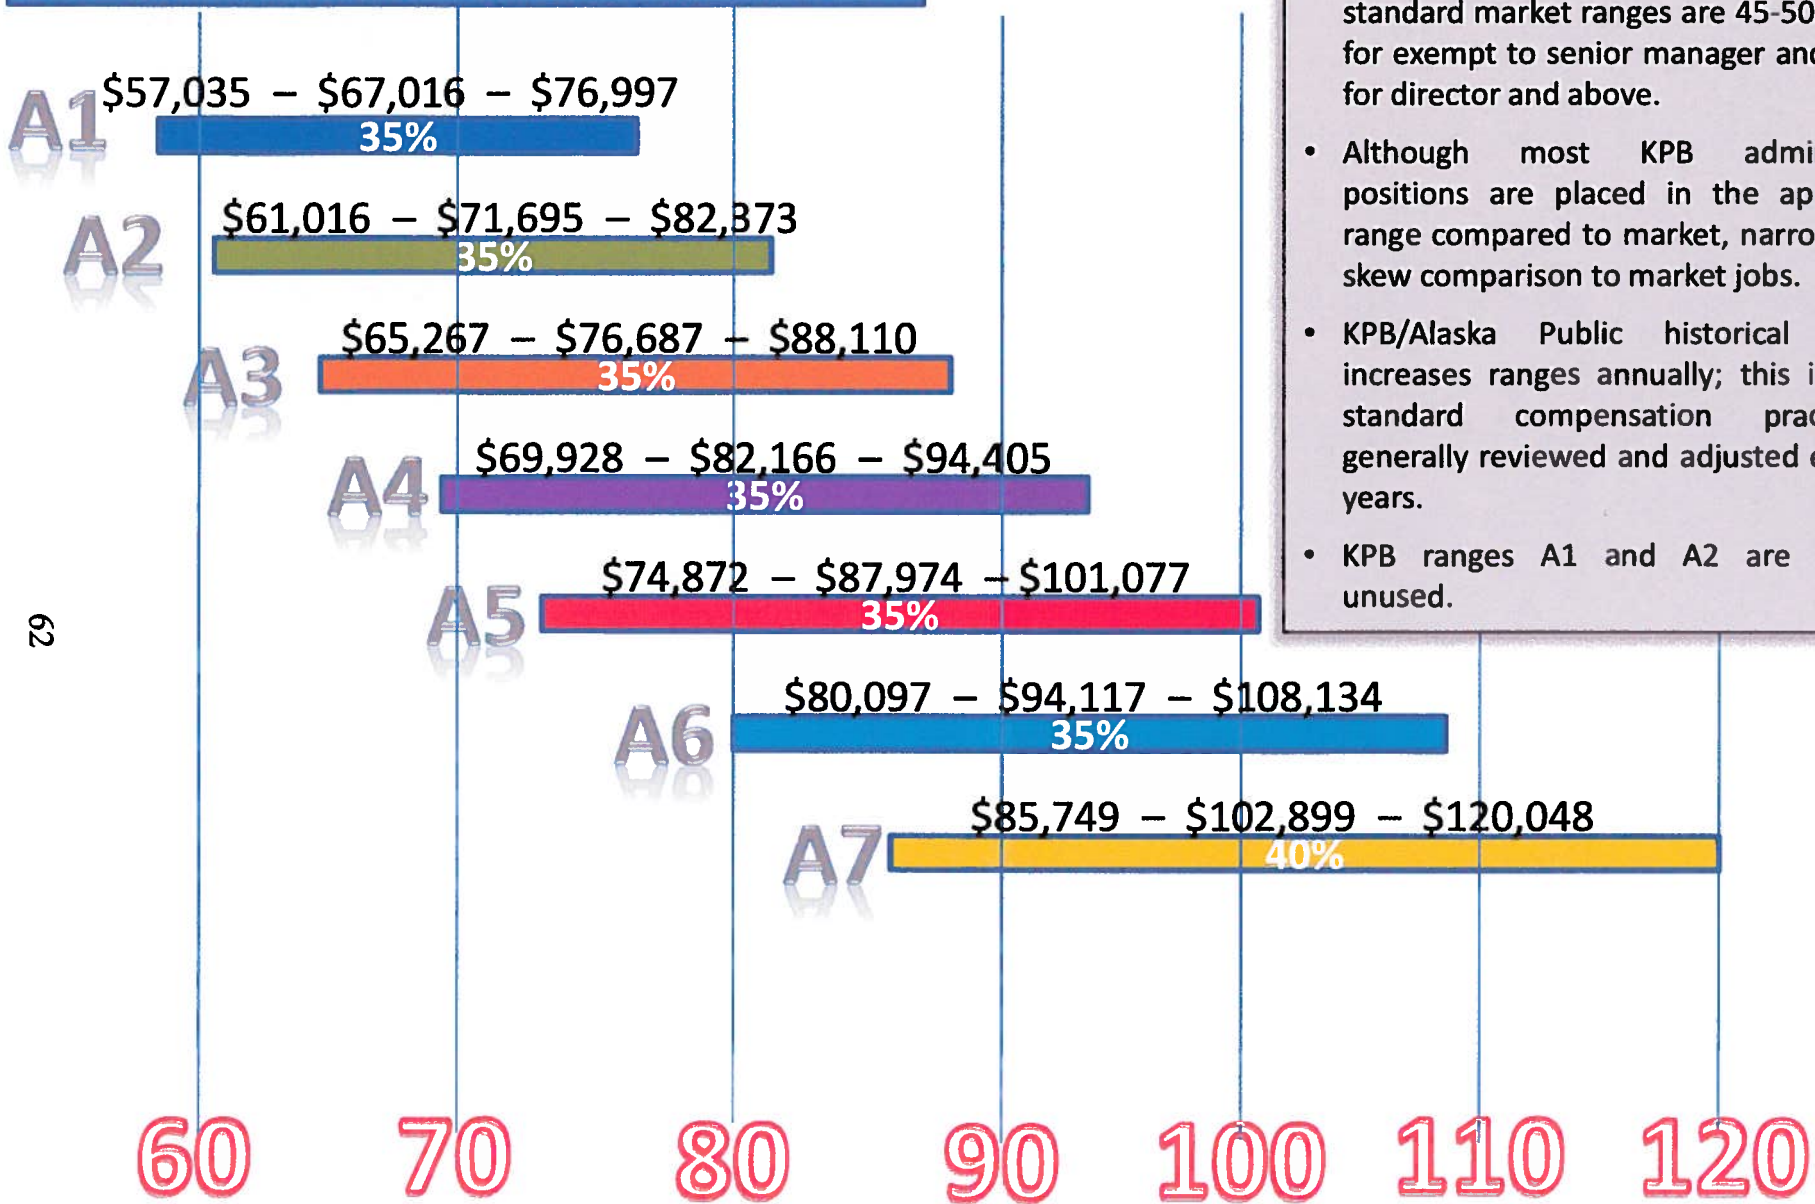 standard market ranges are 45-50
for exempt to senior manager and
for director and above.
• Although most KPB
positions are placed in the
range compared to market,
skew comparison to market jobs.
• KPB/Alaska Public historical
increases ranges annually; this
standard compensation
generally reviewed and adjusted
years.
• KPB ranges A1 and A2 are
unused.
A1 $57,035 – $67,016 – $76,997
35%
A2 $61,016 – $71,695 – $82,373
35%
A3 $65,267 – $76,687 – $88,110
35%
A4 $69,928 – $82,166 – $94,405
35%
A5 $74,872 – $87,974 – $101,077
35%
A6 $80,097 – $94,117 – $108,134
35%
A7 $85,749 – $102,899 – $120,048
40%
60 70 80 90 100 110 120
62